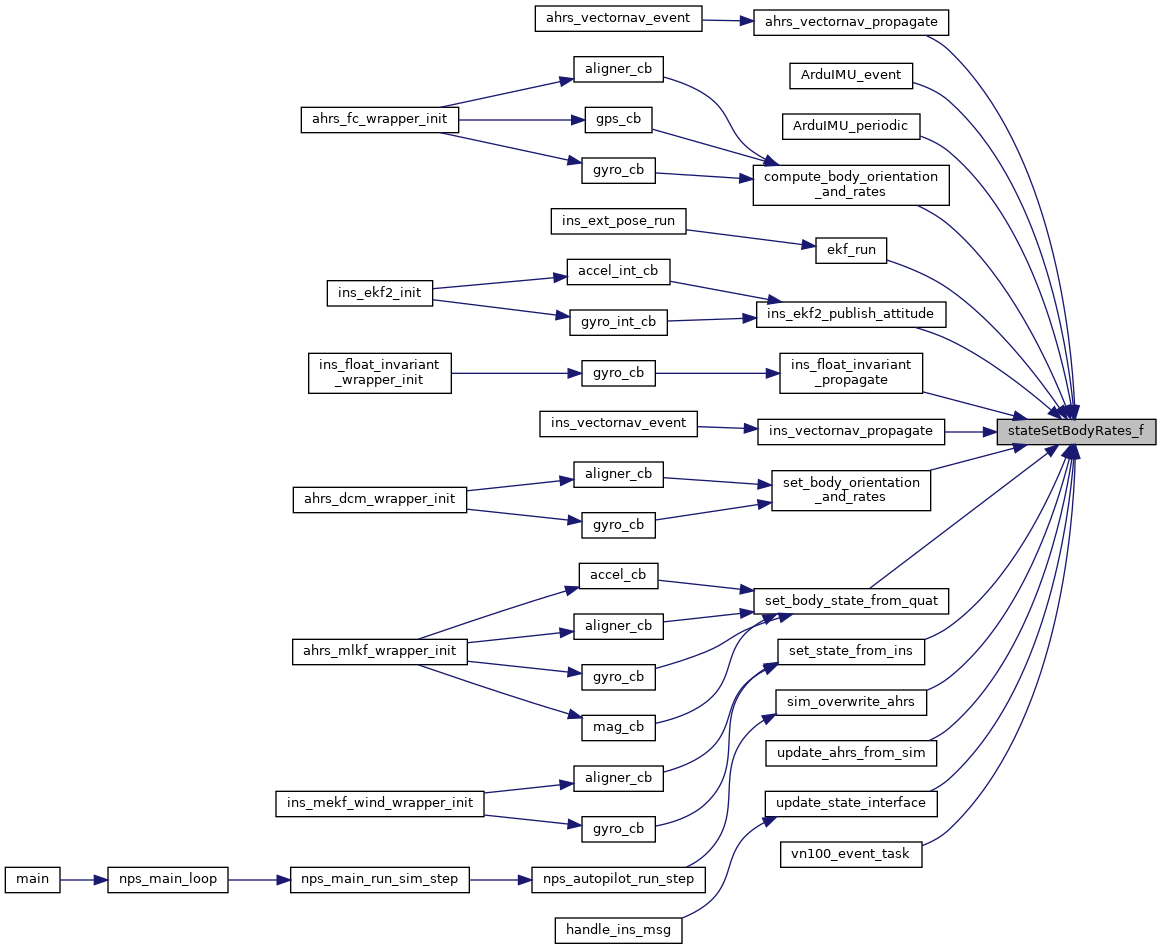 ahrs_vectornav_event
ahrs_vectornav_propagate
aligner_cb
ArduIMU_event
ahrs_fc_wrapper_init
gps_cb
ArduIMU_periodic
gyro_cb
compute_body_orientation
_and_rates
ins_ext_pose_run
ekf_run
accel_int_cb
ins_ekf2_init
ins_ekf2_publish_attitude
gyro_int_cb
ins_float_invariant
_wrapper_init
gyro_cb
ins_float_invariant
_propagate
ins_vectornav_event
ins_vectornav_propagate
stateSetBodyRates_f
aligner_cb
set_body_orientation
_and_rates
ahrs_dcm_wrapper_init
gyro_cb
accel_cb
set_body_state_from_quat
aligner_cb
ahrs_mlkf_wrapper_init
set_state_from_ins
gyro_cb
sim_overwrite_ahrs
mag_cb
update_ahrs_from_sim
aligner_cb
ins_mekf_wind_wrapper_init
update_state_interface
gyro_cb
vn100_event_task
main
nps_main_loop
nps_main_run_sim_step
nps_autopilot_run_step
handle_ins_msg